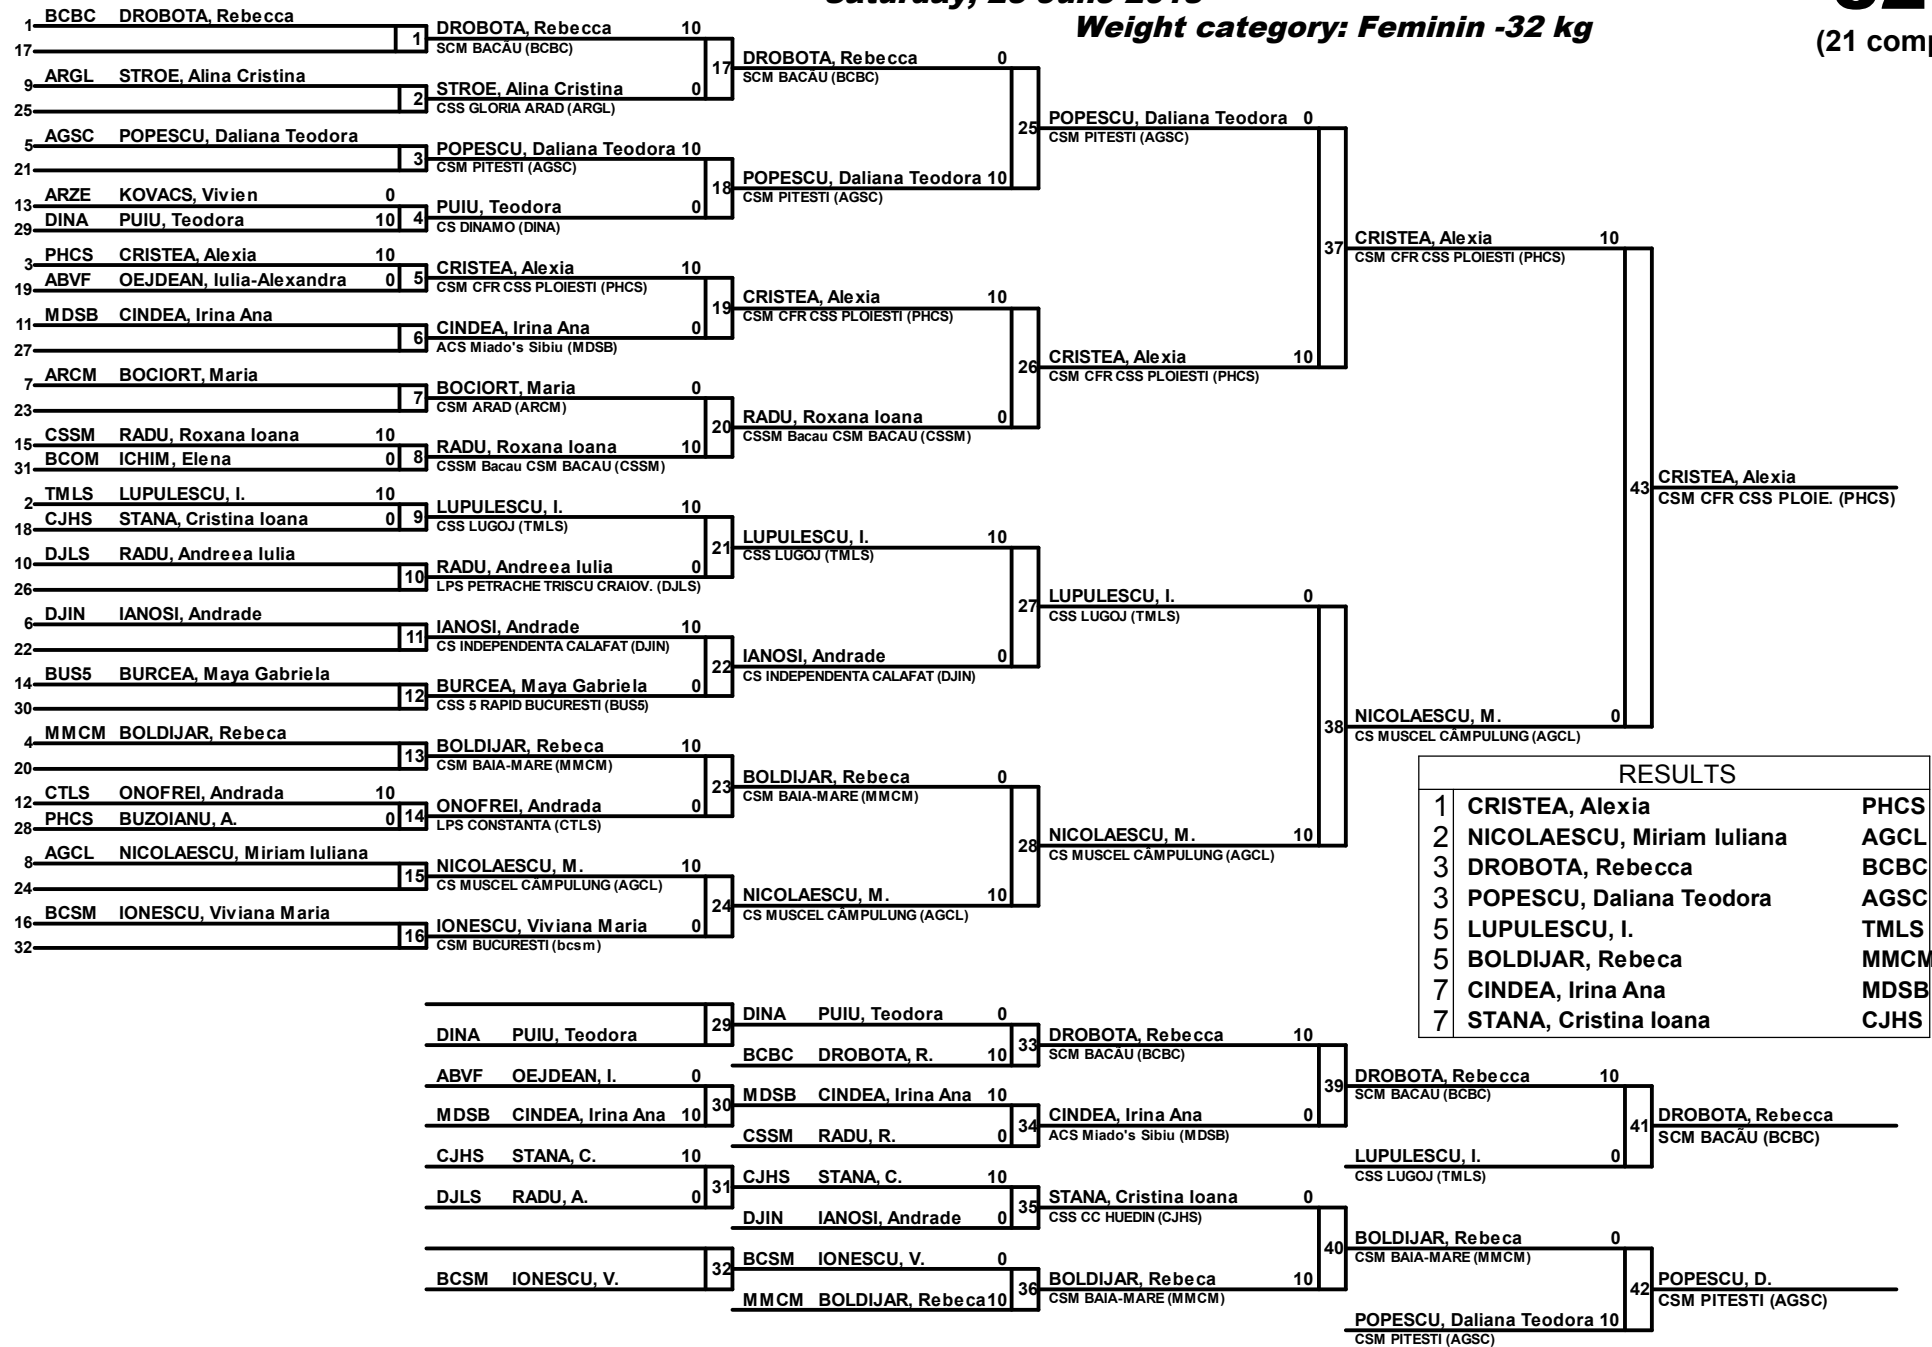 Weight category: Feminin -32 kg
(21 comp
1 BCBC DROBOTA, Rebecca
17
9 ARGL STROE, Alina Cristina
25
5 AGSC POPESCU, Daliana Teodora
21
13 ARZE KOVACS, Vivien 0
29 DINA PUIU, Teodora 10
3 PHCS CRISTEA, Alexia 10
19 ABVF OEJDEAN, Iulia-Alexandra 0
11 MDSB CINDEA, Irina Ana
27
7 ARCM BOCIORT, Maria
23
15 CSSM RADU, Roxana Ioana 10
31 BCOM ICHIM, Elena 0
2 TMLS LUPULESCU, I. 10
18 CJHS STANA, Cristina Ioana 0
10 DJLS RADU, Andreea Iulia
26
6 DJIN IANOSI, Andrade
22
14 BUS5 BURCEA, Maya Gabriela
30
4 MMCM BOLDIJAR, Rebeca
20
12 CTLS ONOFREI, Andrada 10
28 PHCS BUZOIANU, A. 0
8 AGCL NICOLAESCU, Miriam Iuliana
24
16 BCSM IONESCU, Viviana Maria
32
1 DROBOTA, Rebecca 10
SCM BACĂU (BCBC)
2 STROE, Alina Cristina 0
CSS GLORIA ARAD (ARGL)
3 POPESCU, Daliana Teodora 10
CSM PITESTI (AGSC)
4 PUIU, Teodora 0
CS DINAMO (DINA)
5 CRISTEA, Alexia 10
CSM CFR CSS PLOIESTI (PHCS)
6 CINDEA, Irina Ana 0
ACS Miado's Sibiu (MDSB)
7 BOCIORT, Maria 0
CSM ARAD (ARCM)
8 RADU, Roxana Ioana 10
CSSM Bacau CSM BACAU (CSSM)
9 LUPULESCU, I. 10
CSS LUGOJ (TMLS)
10 RADU, Andreea Iulia 0
LPS PETRACHE TRISCU CRAIOV. (DJLS)
11 IANOSI, Andrade 10
CS INDEPENDENTA CALAFAT (DJIN)
12 BURCEA, Maya Gabriela 0
CSS 5 RAPID BUCURESTI (BUS5)
13 BOLDIJAR, Rebeca 10
CSM BAIA-MARE (MMCM)
14 ONOFREI, Andrada 0
LPS CONSTANTA (CTLS)
15 NICOLAESCU, M. 10
CS MUSCEL CÂMPULUNG (AGCL)
16 IONESCU, Viviana Maria 0
CSM BUCURESTI (bcsm)
17 DROBOTA, Rebecca 0
SCM BACĂU (BCBC)
18 POPESCU, Daliana Teodora 10
CSM PITESTI (AGSC)
19 CRISTEA, Alexia 10
CSM CFR CSS PLOIESTI (PHCS)
20 RADU, Roxana Ioana 0
CSSM Bacau CSM BACAU (CSSM)
21 LUPULESCU, I. 10
CSS LUGOJ (TMLS)
22 IANOSI, Andrade 0
CS INDEPENDENTA CALAFAT (DJIN)
23 BOLDIJAR, Rebeca 0
CSM BAIA-MARE (MMCM)
24 NICOLAESCU, M. 10
CS MUSCEL CÂMPULUNG (AGCL)
25 POPESCU, Daliana Teodora 0
CSM PITESTI (AGSC)
26 CRISTEA, Alexia 10
CSM CFR CSS PLOIESTI (PHCS)
27 LUPULESCU, I. 0
CSS LUGOJ (TMLS)
28 NICOLAESCU, M. 10
CS MUSCEL CÂMPULUNG (AGCL)
37 CRISTEA, Alexia 10
CSM CFR CSS PLOIESTI (PHCS)
38 NICOLAESCU, M. 0
CS MUSCEL CÂMPULUNG (AGCL)
43 CRISTEA, Alexia
CSM CFR CSS PLOIE. (PHCS)
RESULTS
1 CRISTEA, Alexia PHCS
2 NICOLAESCU, Miriam Iuliana AGCL
3 DROBOTA, Rebecca BCBC
3 POPESCU, Daliana Teodora AGSC
5 LUPULESCU, I. TMLS
5 BOLDIJAR, Rebeca MMCM
7 CINDEA, Irina Ana MDSB
7 STANA, Cristina Ioana CJHS
DINA PUIU, Teodora
ABVF OEJDEAN, I. 0
MDSB CINDEA, Irina Ana 10
CJHS STANA, C. 10
DJLS RADU, A. 0
BCSM IONESCU, V.
29 DINA PUIU, Teodora 0
BCBC DROBOTA, R. 10
30 MDSB CINDEA, Irina Ana 10
CSSM RADU, R. 0
31 CJHS STANA, C. 10
DJIN IANOSI, Andrade 0
32 BCSM IONESCU, V. 0
MMCM BOLDIJAR, Rebeca 10
33 DROBOTA, Rebecca 10
SCM BACĂU (BCBC)
34 CINDEA, Irina Ana 0
ACS Miado's Sibiu (MDSB)
35 STANA, Cristina Ioana 0
CSS CC HUEDIN (CJHS)
36 BOLDIJAR, Rebeca 10
CSM BAIA-MARE (MMCM)
39 DROBOTA, Rebecca 10
SCM BACAU (BCBC)
LUPULESCU, I. 0
CSS LUGOJ (TMLS)
40 BOLDIJAR, Rebeca 0
CSM BAIA-MARE (MMCM)
POPESCU, Daliana Teodora 10
CSM PITESTI (AGSC)
41 DROBOTA, Rebecca
SCM BACĂU (BCBC)
42 POPESCU, D.
CSM PITESTI (AGSC)